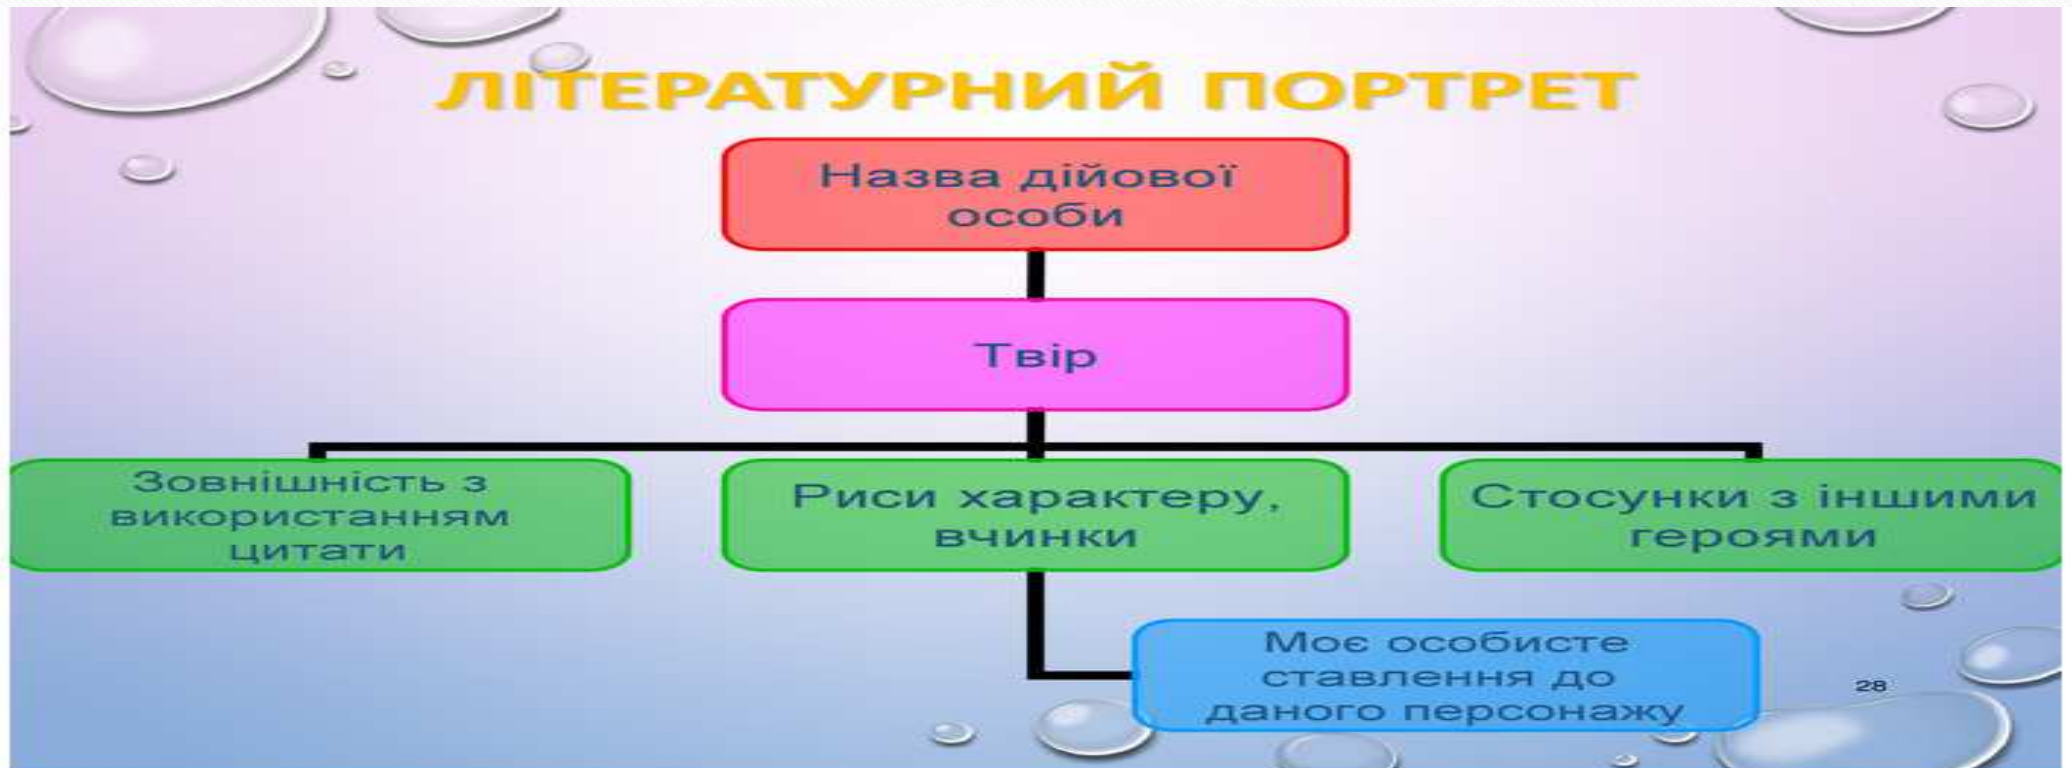 ЛІТЕРАТУРНИЙ ПОРТРЕТ
Назва дійової
особи
Твір
Зовнішність з
використанням
цитати
Риси характеру,
вчинки
Стосунки з іншими
героями
Моє особисте
ставлення до
даного персонажу
28